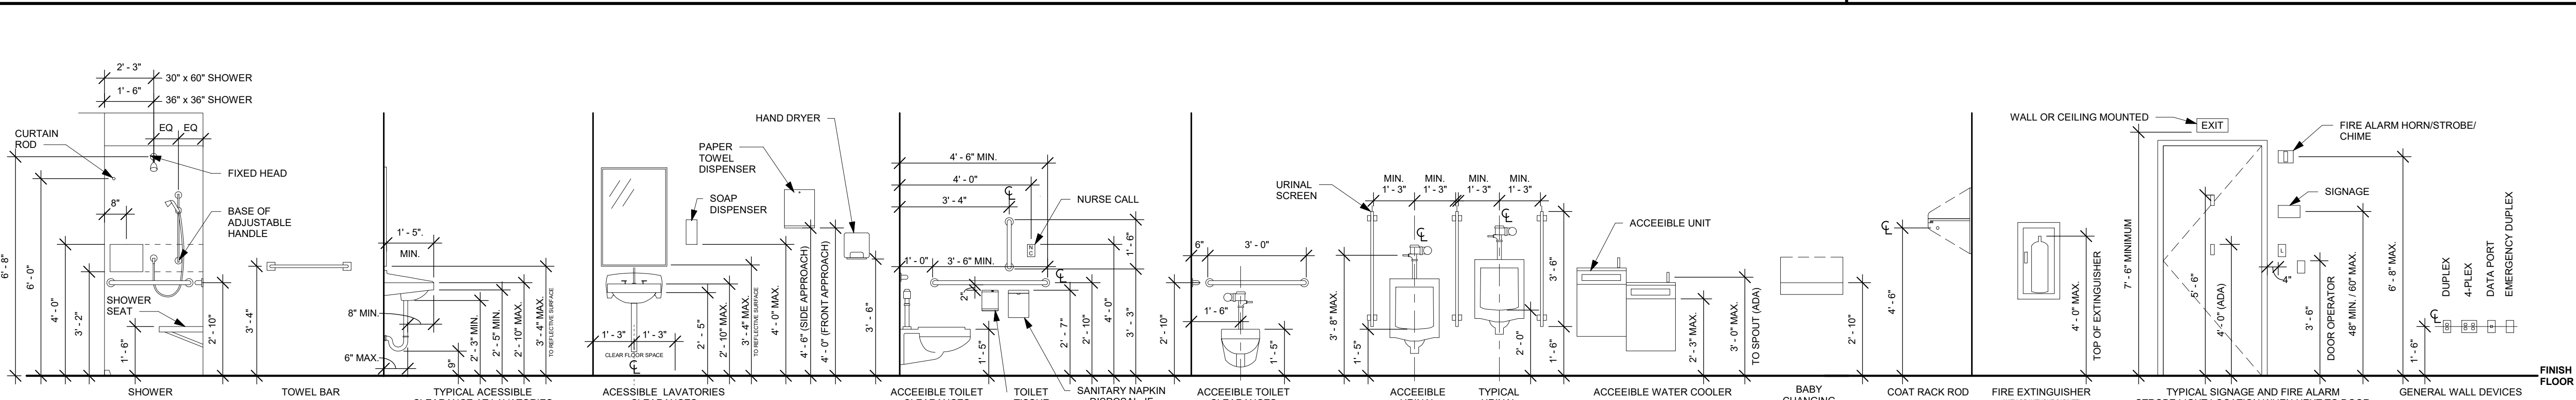 2' - 3"
30" x 60" SHOWER
1' - 6"
36" x 36" SHOWER
EQ
EQ
CURTAIN
ROD
FIXED HEAD
8"
BASE OF
ADJUSTABLE
HANDLE
6' - 8"
6' - 0"
4' - 0"
3' - 2"
SHOWER
SEAT
1' - 6"
2' - 10"
3' - 4"
SHOWER
TOWEL BAR
1' - 5".
MIN.
8" MIN.
6" MAX.
9"
2' - 3" MIN.
2' - 5" MIN.
2' - 10" MAX.
3' - 4" MAX.
TO REFLECTIVE SURFACE
TYPICAL ACESSIBLE
HAND DRYER
PAPER
TOWEL
DISPENSER
SOAP
DISPENSER
1' - 3"
1' - 3"
CLEAR FLOOR SPACE
CL
2' - 5"
2' - 10" MAX.
3' - 4" MAX.
TO REFLECTIVE SURFACE
4' - 0" MAX.
4' - 6" (SIDE APPROACH)
4' - 0" (FRONT APPROACH)
3' - 6"
ACESSIBLE LAVATORIES
4' - 6" MIN.
4' - 0"
CL
3' - 4"
NURSE CALL
N
C
1' - 0"
3' - 6" MIN.
CL
2"
1' - 5"
2' - 7"
2' - 10"
4' - 0"
3' - 3"
1' - 6"
2' - 10"
ACCEEIBLE TOILET
TOILET
SANITARY NAPKIN
6"
3' - 0"
1' - 6"
1' - 5"
ACCEEIBLE TOILET
URINAL
SCREEN
MIN.
1' - 3"
MIN.
1' - 3"
MIN.
1' - 3"
MIN.
1' - 3"
CL
CL
3' - 8" MAX.
1' - 5"
2' - 0"
3' - 6"
1' - 6"
ACCEEIBLE
TYPICAL
ACCEEIBLE UNIT
2' - 3" MAX.
3' - 0" MAX.
TO SPOUT (ADA)
ACCEEIBLE WATER COOLER
2' - 10"
BABY
CHANGING
CL
4' - 6"
COAT RACK ROD
4' - 0" MAX.
TOP OF EXTINGUISHER
FIRE EXTINGUISHER
WALL OR CEILING MOUNTED
EXIT
7' - 6" MINIMUM
5' - 6"
4' - 0" (ADA)
FIRE ALARM HORN/STROBE/
CHIME
SIGNAGE
L
4"
3' - 6"
DOOR OPERATOR
48" MIN. / 60" MAX.
6' - 8" MAX.
TYPICAL SIGNAGE AND FIRE ALARM
CL
1' - 6"
DUPLEX
4-PLEX
DATA PORT
EMERGENCY DUPLEX
GENERAL WALL DEVICES
FINISH
FLOOR